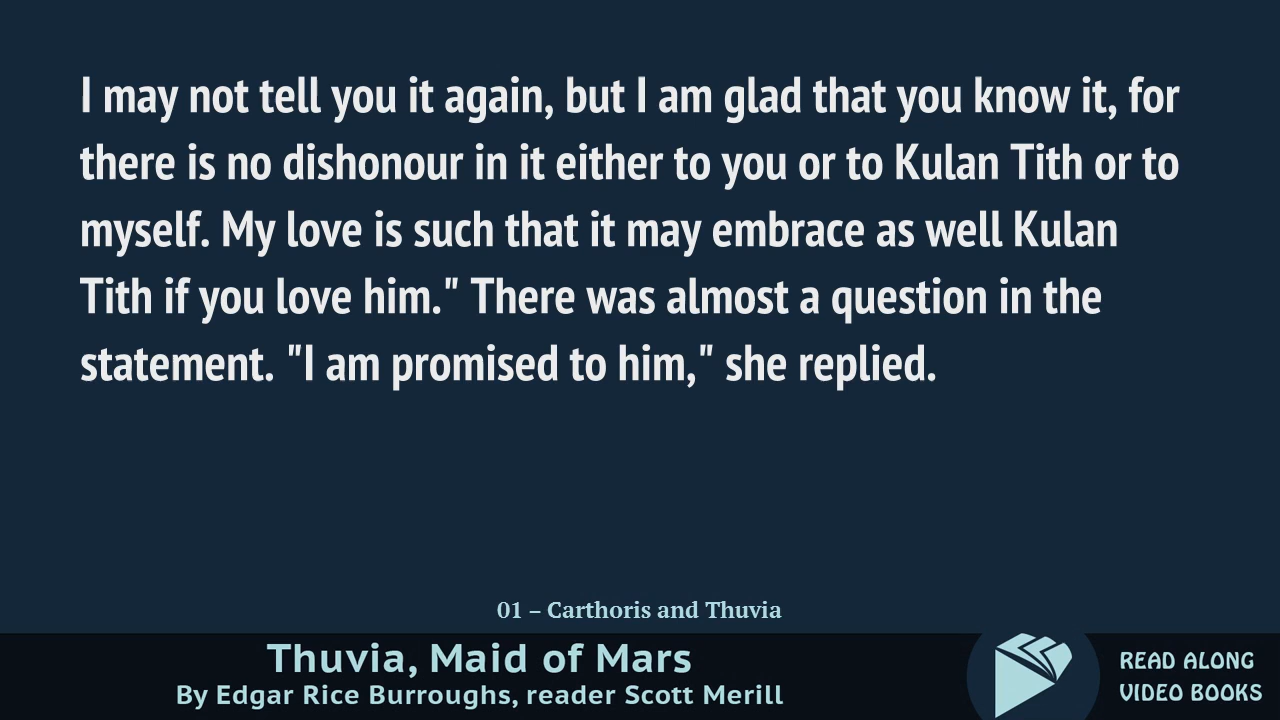 I may not tell you it again, but I am glad that you know it, for
there is no dishonour in it either to you or to Kulan Tith or to
myself. My love is such that it may embrace as well Kulan
Tith if you love him." There was almost a question in the
statement. "I am promised to him," she replied.
01 – Carthoris and Thuvia
Thuvia, Maid of Mars
By Edgar Rice Burroughs, reader Scott Merill
READ ALONG
VIDEO BOOKS